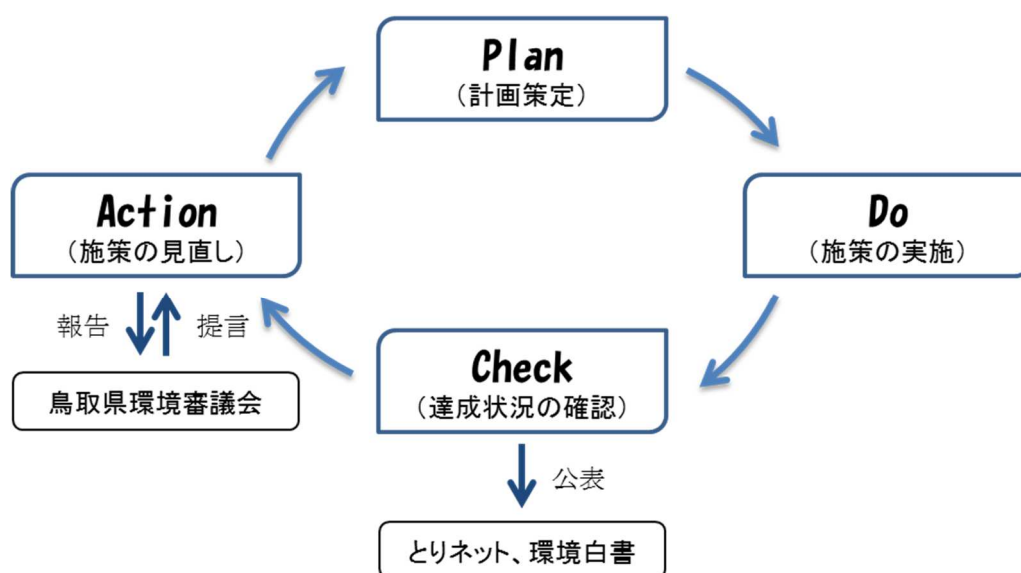 Plan
（計画策定）
Action
（施策の見直し）
Do
（施策の実施）
報告
提言
Check
（達成状況の確認）
鳥取県環境審議会
公表
とりネット、環境白書